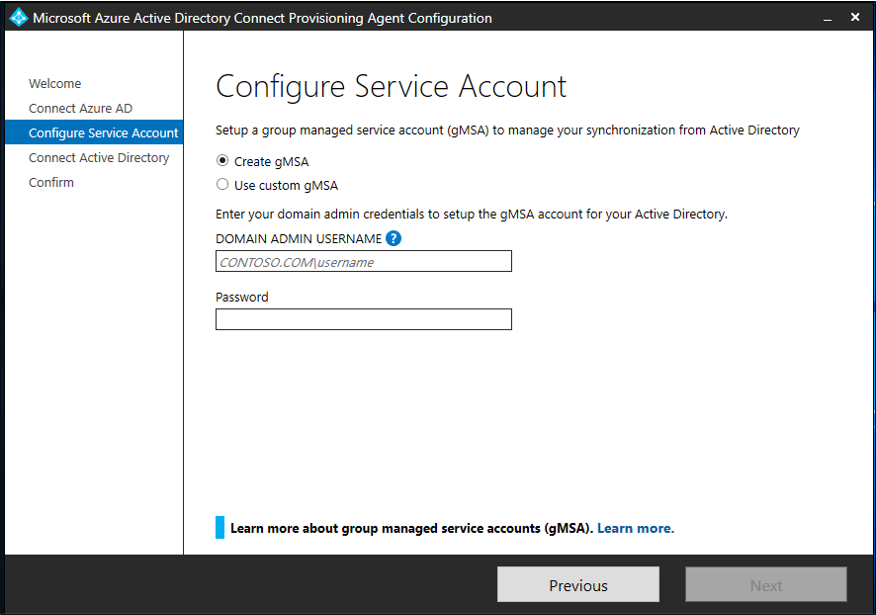 Microsoft Azure Active Directory Connect Provisioning Agent Configuration
Welcome
Connect Azure AD
Configure Service Account
Connect Active Directory
Confirm
Configure Service Account
Setup a group managed service account (gMSA) to manage your synchronization from Active Directory
Create gMSA
Use custom gMSA
Enter your domain admin credentials to setup the gMSA account for your Active Directory.
DOMAIN ADMIN USERNAME ?
CONTOSO.COM\username
Password
Learn more about group managed service accounts (gMSA). Learn more.
Previous
Next